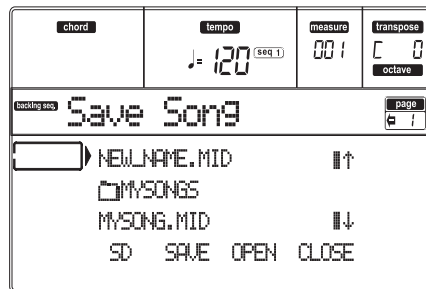 chord tempo measure transpose
♩= 120 seq 1 001 C 0
octave
backing seq. Save Song page
1
NEW_NAME.MID
MYSONGS
MYSONG.MID
SD SAVE OPEN CLOSE